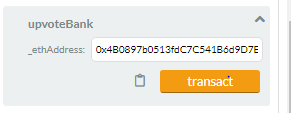 upvoteBank
_ethAddress: 0x4B0897b0513fdC7C541B6d9D7E
transact